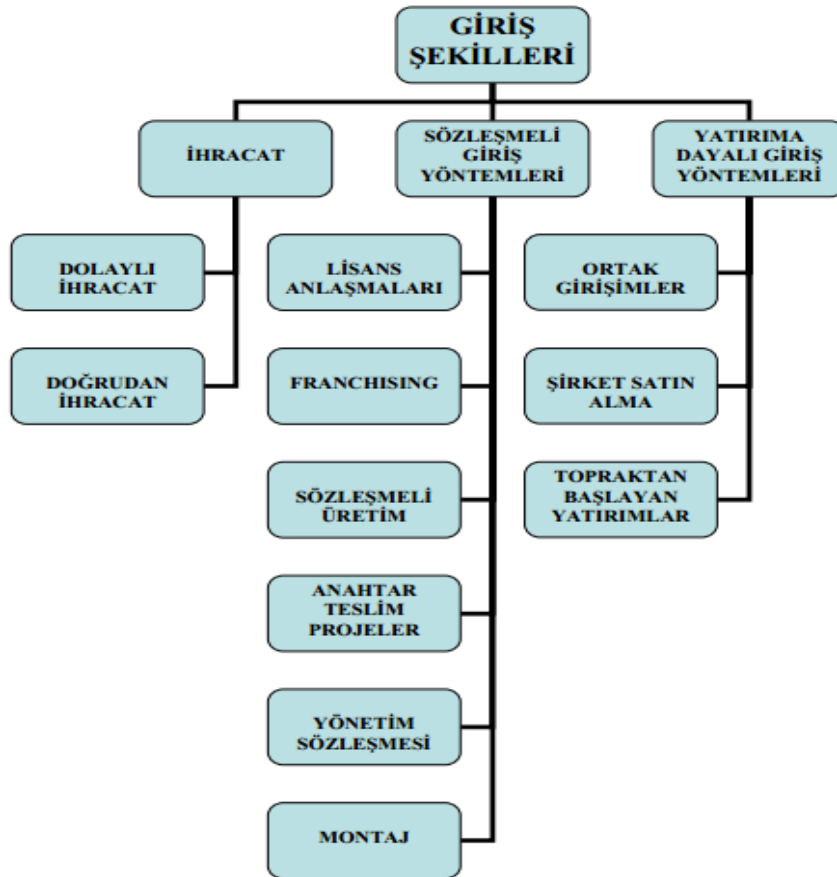 GİRİŞ
ŞEKİLLERİ
İHRACAT
SÖZLEŞMELİ
GİRİŞ
YÖNTEMLERİ
YATIRIMA
DAYALI GİRİŞ
YÖNTEMLERİ
DOLAYLI
İHRACAT
DOĞRUDAN
İHRACAT
LİSANS
ANLAŞMALARI
FRANCHISING
SÖZLEŞMELİ
ÜRETİM
ANAHTAR
TESLİM
PROJELER
YÖNETİM
SÖZLEŞMESİ
MONTAJ
ORTAK
GİRİŞİMLER
ŞİRKET SATIN
ALMA
TOPRAKTAN
BAŞLAYAN
YATIRIMLAR